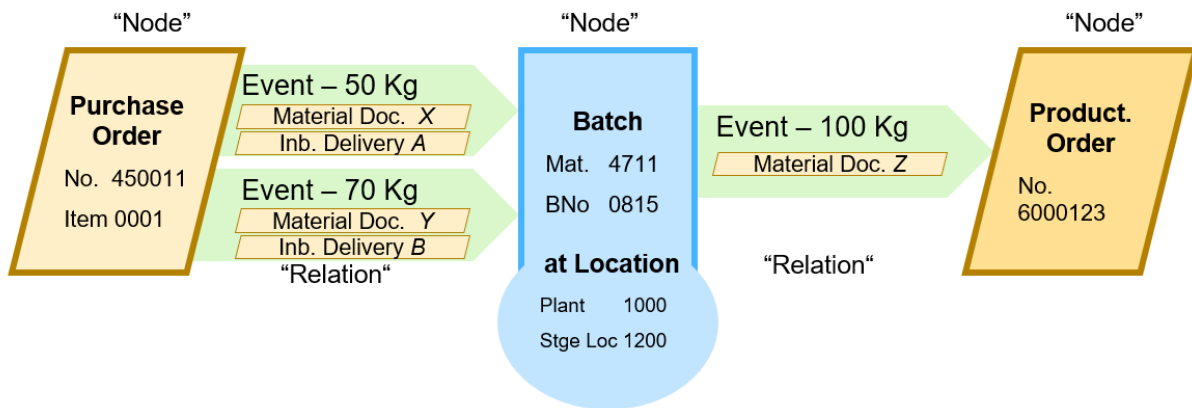 “Node”
Purchase
Order
No. 450011
Item 0001
Event – 50 Kg
Material Doc. X
Inb. Delivery A
Event – 70 Kg
Material Doc. Y
Inb. Delivery B
“Relation“
“Node”
Batch
Mat. 4711
BNo 0815
at Location
Plant 1000
Stge Loc 1200
Event – 100 Kg
Material Doc. Z
“Relation“
“Node”
Product.
Order
No.
6000123